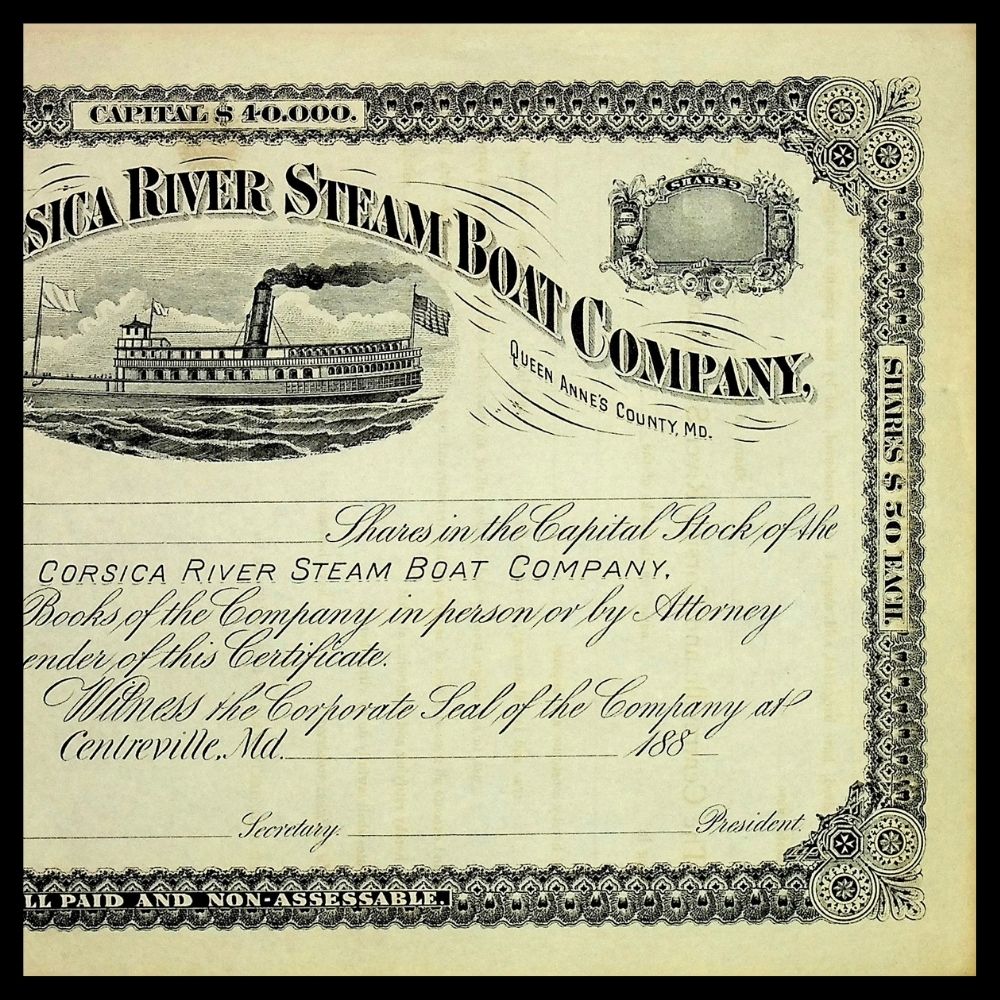 CAPITAL $ 40.000.
SICA RIVER STEAM BOAT COMPANY,
SHARES
QUEEN ANNE'S COUNTY, MD.
SHARES $ 50 EACH.
Shares in the Capital Stock of the
CORSICA RIVER STEAM BOAT COMPANY,
Books of the Company in person or by Attorney
ender of this Certificate.
Witness the Corporate Seal of the Company at
Centreville, Md. 188
Secretary. President.
LL PAID AND NON-ASSESSABLE.